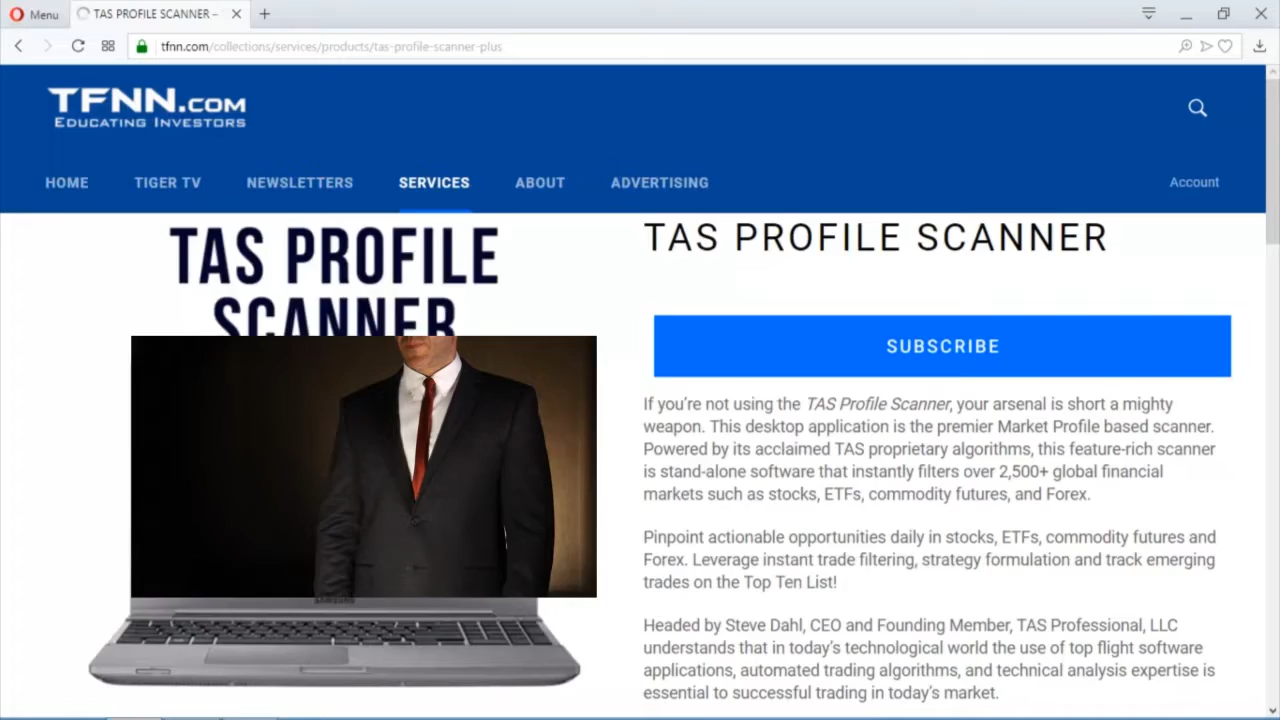 Menu
TAS PROFILE SCANNER –
tfnn.com/collections/services/products/tas-profile-scanner-plus
TFNN.COM
EDUCATING INVESTORS
HOME TIGER TV NEWSLETTERS SERVICES ABOUT ADVERTISING Account
TAS PROFILE
SCANNER
TAS PROFILE SCANNER
SUBSCRIBE
If you're not using the TAS Profile Scanner, your arsenal is short a mighty
weapon. This desktop application is the premier Market Profile based scanner.
Powered by its acclaimed TAS proprietary algorithms, this feature-rich scanner
is stand-alone software that instantly filters over 2,500+ global financial
markets such as stocks, ETFs, commodity futures, and Forex.
Pinpoint actionable opportunities daily in stocks, ETFs, commodity futures and
Forex. Leverage instant trade filtering, strategy formulation and track emerging
trades on the Top Ten List!
Headed by Steve Dahl, CEO and Founding Member, TAS Professional, LLC
understands that in today's technological world the use of top flight software
applications, automated trading algorithms, and technical analysis expertise is
essential to successful trading in today's market.